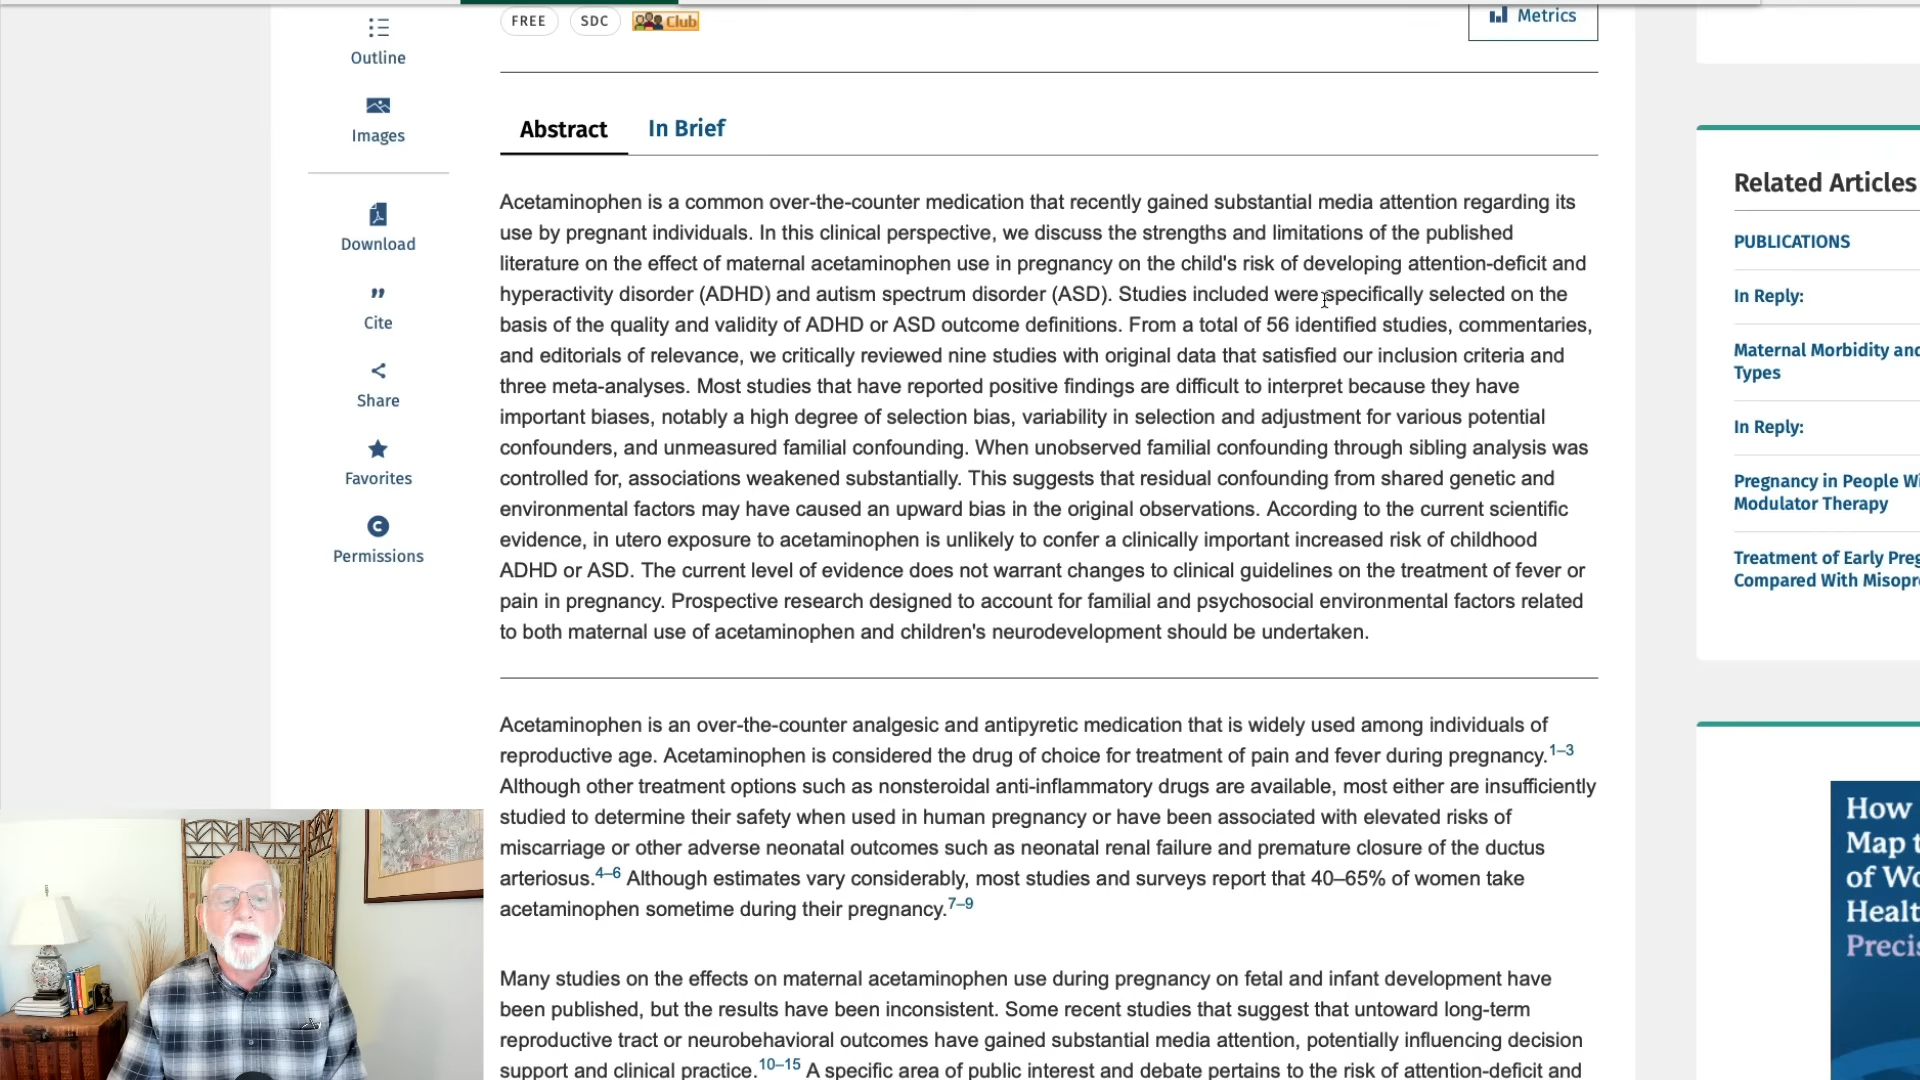 FREE
SDC
Club
Metrics
Outline
Images
Download
Cite
Share
Favorites
Permissions
Abstract
In Brief
Acetaminophen is a common over-the-counter medication that recently gained substantial media attention regarding its
use by pregnant individuals. In this clinical perspective, we discuss the strengths and limitations of the published
literature on the effect of maternal acetaminophen use in pregnancy on the child's risk of developing attention-deficit and
hyperactivity disorder (ADHD) and autism spectrum disorder (ASD). Studies included were specifically selected on the
basis of the quality and validity of ADHD or ASD outcome definitions. From a total of 56 identified studies, commentaries,
and editorials of relevance, we critically reviewed nine studies with original data that satisfied our inclusion criteria and
three meta-analyses. Most studies that have reported positive findings are difficult to interpret because they have
important biases, notably a high degree of selection bias, variability in selection and adjustment for various potential
confounders, and unmeasured familial confounding. When unobserved familial confounding through sibling analysis was
controlled for, associations weakened substantially. This suggests that residual confounding from shared genetic and
environmental factors may have caused an upward bias in the original observations. According to the current scientific
evidence, in utero exposure to acetaminophen is unlikely to confer a clinically important increased risk of childhood
ADHD or ASD. The current level of evidence does not warrant changes to clinical guidelines on the treatment of fever or
pain in pregnancy. Prospective research designed to account for familial and psychosocial environmental factors related
to both maternal use of acetaminophen and children's neurodevelopment should be undertaken.
Acetaminophen is an over-the-counter analgesic and antipyretic medication that is widely used among individuals of
reproductive age. Acetaminophen is considered the drug of choice for treatment of pain and fever during pregnancy.1–3
Although other treatment options such as nonsteroidal anti-inflammatory drugs are available, most either are insufficiently
studied to determine their safety when used in human pregnancy or have been associated with elevated risks of
miscarriage or other adverse neonatal outcomes such as neonatal renal failure and premature closure of the ductus
arteriosus.4–6 Although estimates vary considerably, most studies and surveys report that 40–65% of women take
acetaminophen sometime during their pregnancy.7–9
Many studies on the effects on maternal acetaminophen use during pregnancy on fetal and infant development have
been published, but the results have been inconsistent. Some recent studies that suggest that untoward long-term
reproductive tract or neurobehavioral outcomes have gained substantial media attention, potentially influencing decision
support and clinical practice.10–15 A specific area of public interest and debate pertains to the risk of attention-deficit and
Related Articles
PUBLICATIONS
In Reply:
Maternal Morbidity and
Types
In Reply:
Pregnancy in People Wi
Modulator Therapy
Treatment of Early Preg
Compared With Misopr
How
Map t
of Wo
Healt
Precis